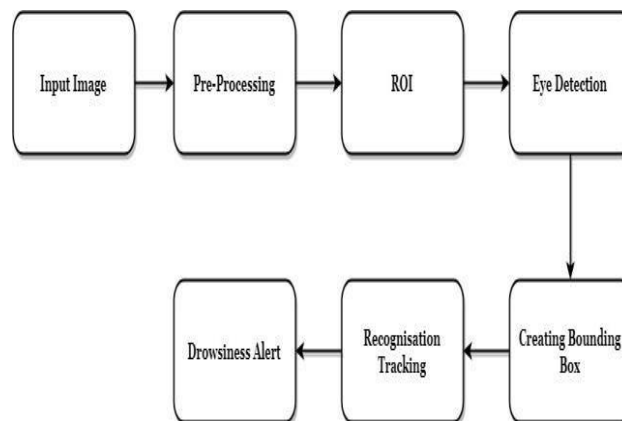 Input Image
Pre-Processing
ROI
Eye Detection
Creating Bounding
Box
Recognisation
Tracking
Drowsiness Alert